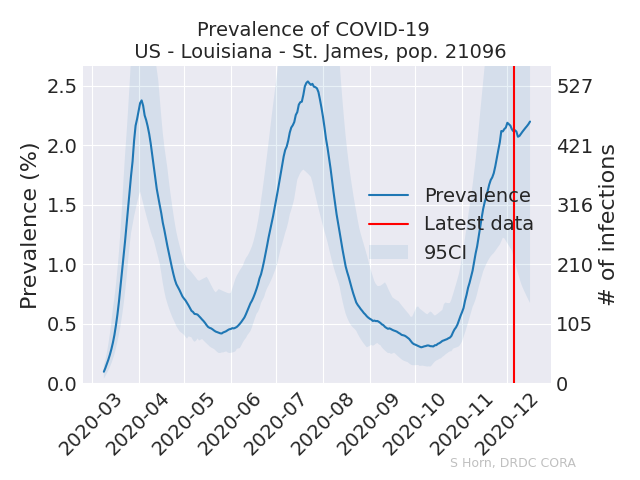 Prevalence of COVID-19
US - Louisiana - St. James, pop. 21096
Prevalence (%)
2.5
2.0
1.5
1.0
0.5
0.0
527
421
316
210
105
0
# of infections
Prevalence
Latest data
95CI
2020-03
2020-04
2020-05
2020-06
2020-07
2020-08
2020-09
2020-10
2020-11
2020-12
S Horn, DRDC CORA